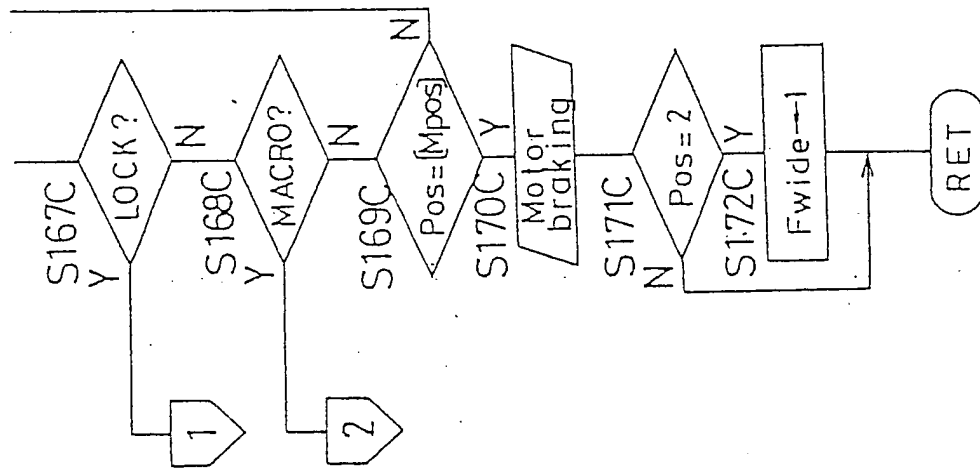 S167C
LOCK?
Y
N
1
S168C
MACRO?
Y
N
2
S169C
Pos=[Mpos]
N
Y
S170C
Motor
braking
S171C
Pos=2
N
Y
S172C
Fwide←1
RET